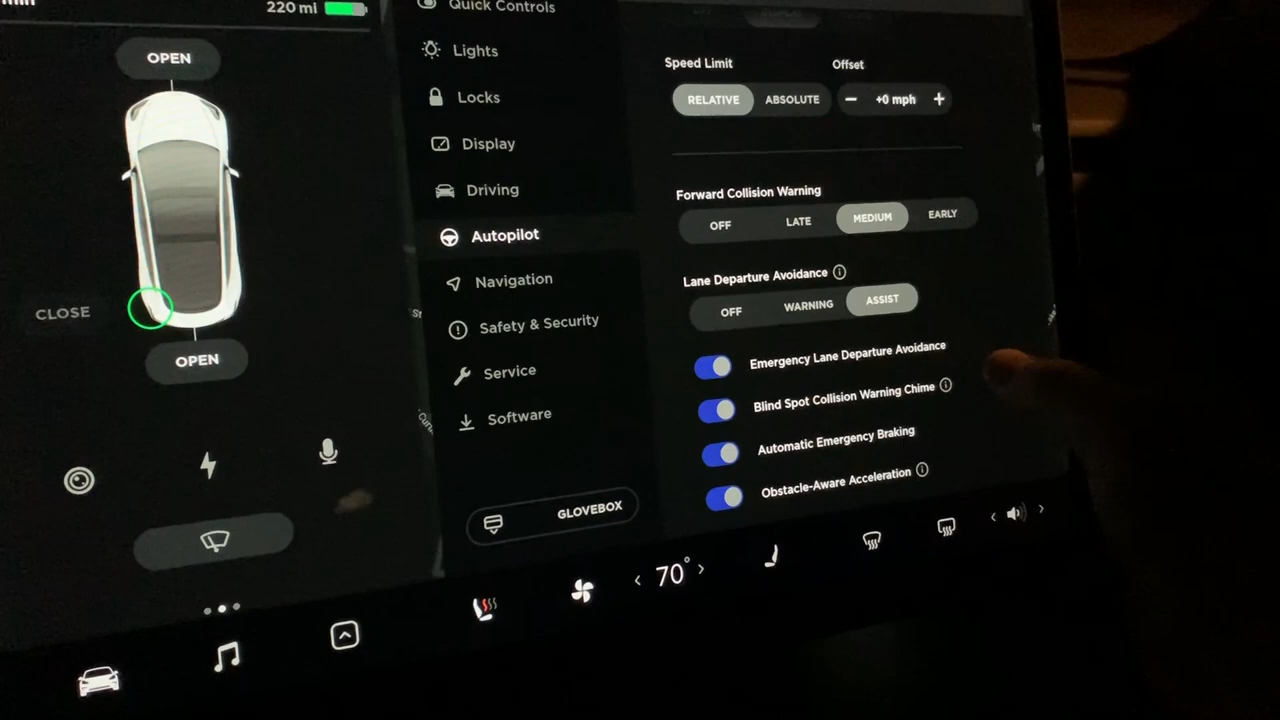 220 mi
OPEN
CLOSE
OPEN
Quick Controls
Lights
Locks
Display
Driving
Autopilot
Navigation
Safety & Security
Service
Software
GLOVEBOX
Speed Limit
Offset
RELATIVE ABSOLUTE
+0 mph
Forward Collision Warning
OFF LATE MEDIUM EARLY
Lane Departure Avoidance
OFF WARNING ASSIST
Emergency Lane Departure Avoidance
Blind Spot Collision Warning Chime
Automatic Emergency Braking
Obstacle-Aware Acceleration
70°